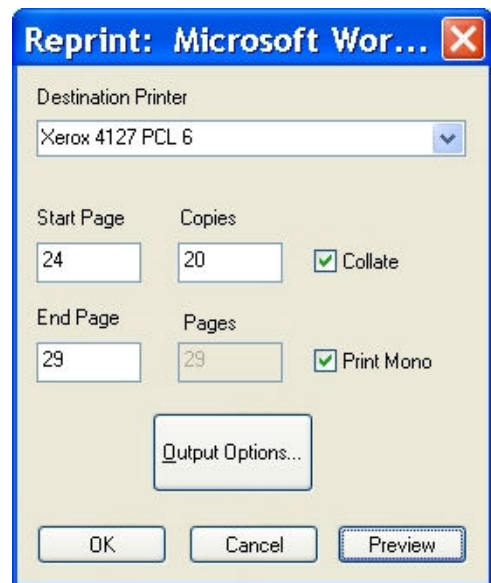 Reprint: Microsoft Wor...
Destination Printer
Xerox 4127 PCL 6
Start Page Copies
24 20 Collate
End Page Pages
29 29 Print Mono
Output Options...
OK Cancel Preview